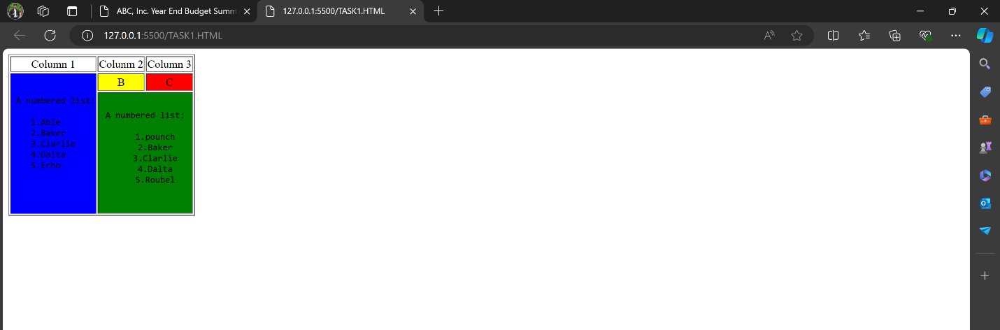 ABC, Inc. Year End Budget Summ
127.0.0.1:5500/TASK1.HTML
127.0.0.1:5500/TASK1.HTML
Column 1 Colunm 2 Colunm 3
B C
A numbered list:
1.Able
2.Baker
3.Clarlie
4.Dalta
5.Echo
A numbered list:
1.pounch
2.Baker
3.Clarlie
4.Dalta
5.Roubel